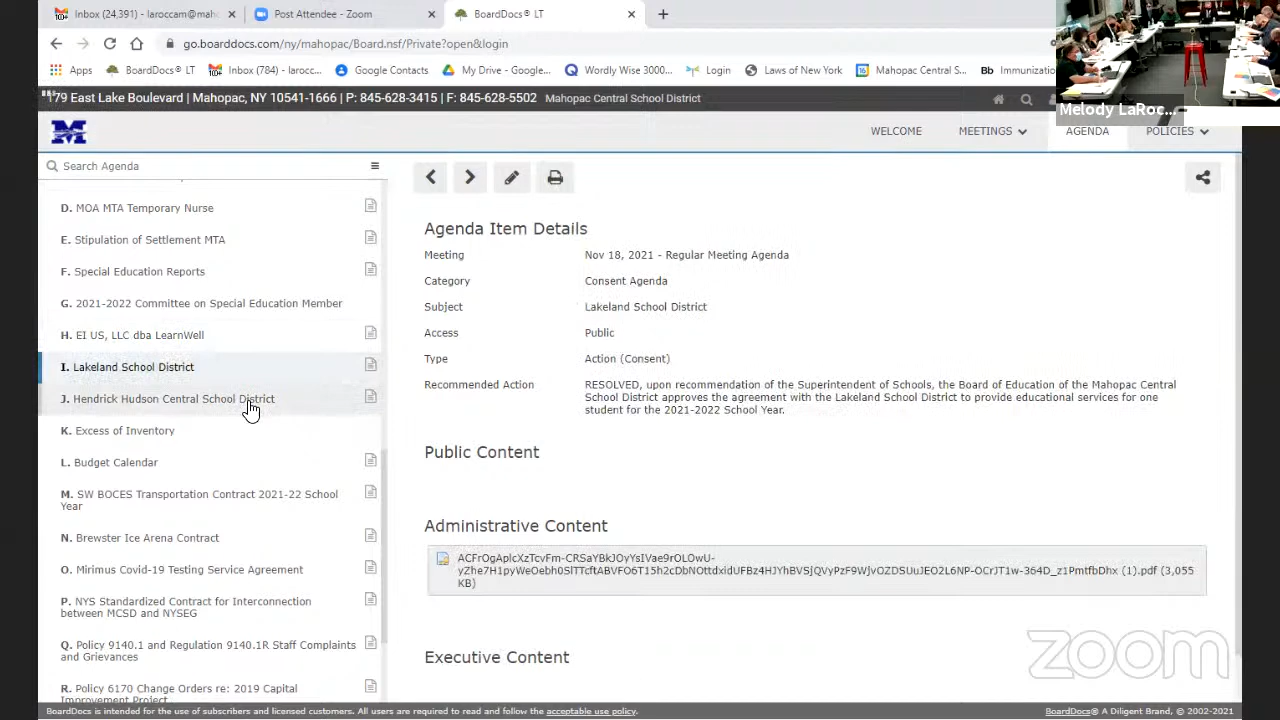 Inbox (24,391) - laroccam@mah
Post Attendee - Zoom
BoardDocs® LT
go.boarddocs.com/ny/mahopac/Board.nsf/Private?open&login
Apps
BoardDocs® LT
Inbox (784) - larocc...
Google Contacts
My Drive - Google...
Wordly Wise 3000...
Login
Laws of New York
Mahopac Central S...
Immunizatio
Melody LaRoc...
179 East Lake Boulevard | Mahopac, NY 10541-1666 | P: 845-628-3415 | F: 845-628-5502 Mahopac Central School District
M
WELCOME
MEETINGS
AGENDA
POLICIES
Search Agenda
D. MOA MTA Temporary Nurse
E. Stipulation of Settlement MTA
F. Special Education Reports
G. 2021-2022 Committee on Special Education Member
H. EI US, LLC dba LearnWell
I. Lakeland School District
J. Hendrick Hudson Central School District
K. Excess of Inventory
L. Budget Calendar
M. SW BOCES Transportation Contract 2021-22 School
Year
N. Brewster Ice Arena Contract
O. Mirimus Covid-19 Testing Service Agreement
P. NYS Standardized Contract for Interconnection
between MCSD and NYSEG
Q. Policy 9140.1 and Regulation 9140.1R Staff Complaints
and Grievances
R. Policy 6170 Change Orders re: 2019 Capital
Improvement Project
Agenda Item Details
Meeting Nov 18, 2021 - Regular Meeting Agenda
Category Consent Agenda
Subject Lakeland School District
Access Public
Type Action (Consent)
Recommended Action RESOLVED, upon recommendation of the Superintendent of Schools, the Board of Education of the Mahopac Central
School District approves the agreement with the Lakeland School District to provide educational services for one
student for the 2021-2022 School Year.
Public Content
Administrative Content
(1).pdf (3,055
KB)
Executive Content
zoom
BoardDocs is intended for the use of subscribers and licensed customers. All users are required to read and follow the acceptable use policy.
BoardDocs® A Diligent Brand, © 2002-2021